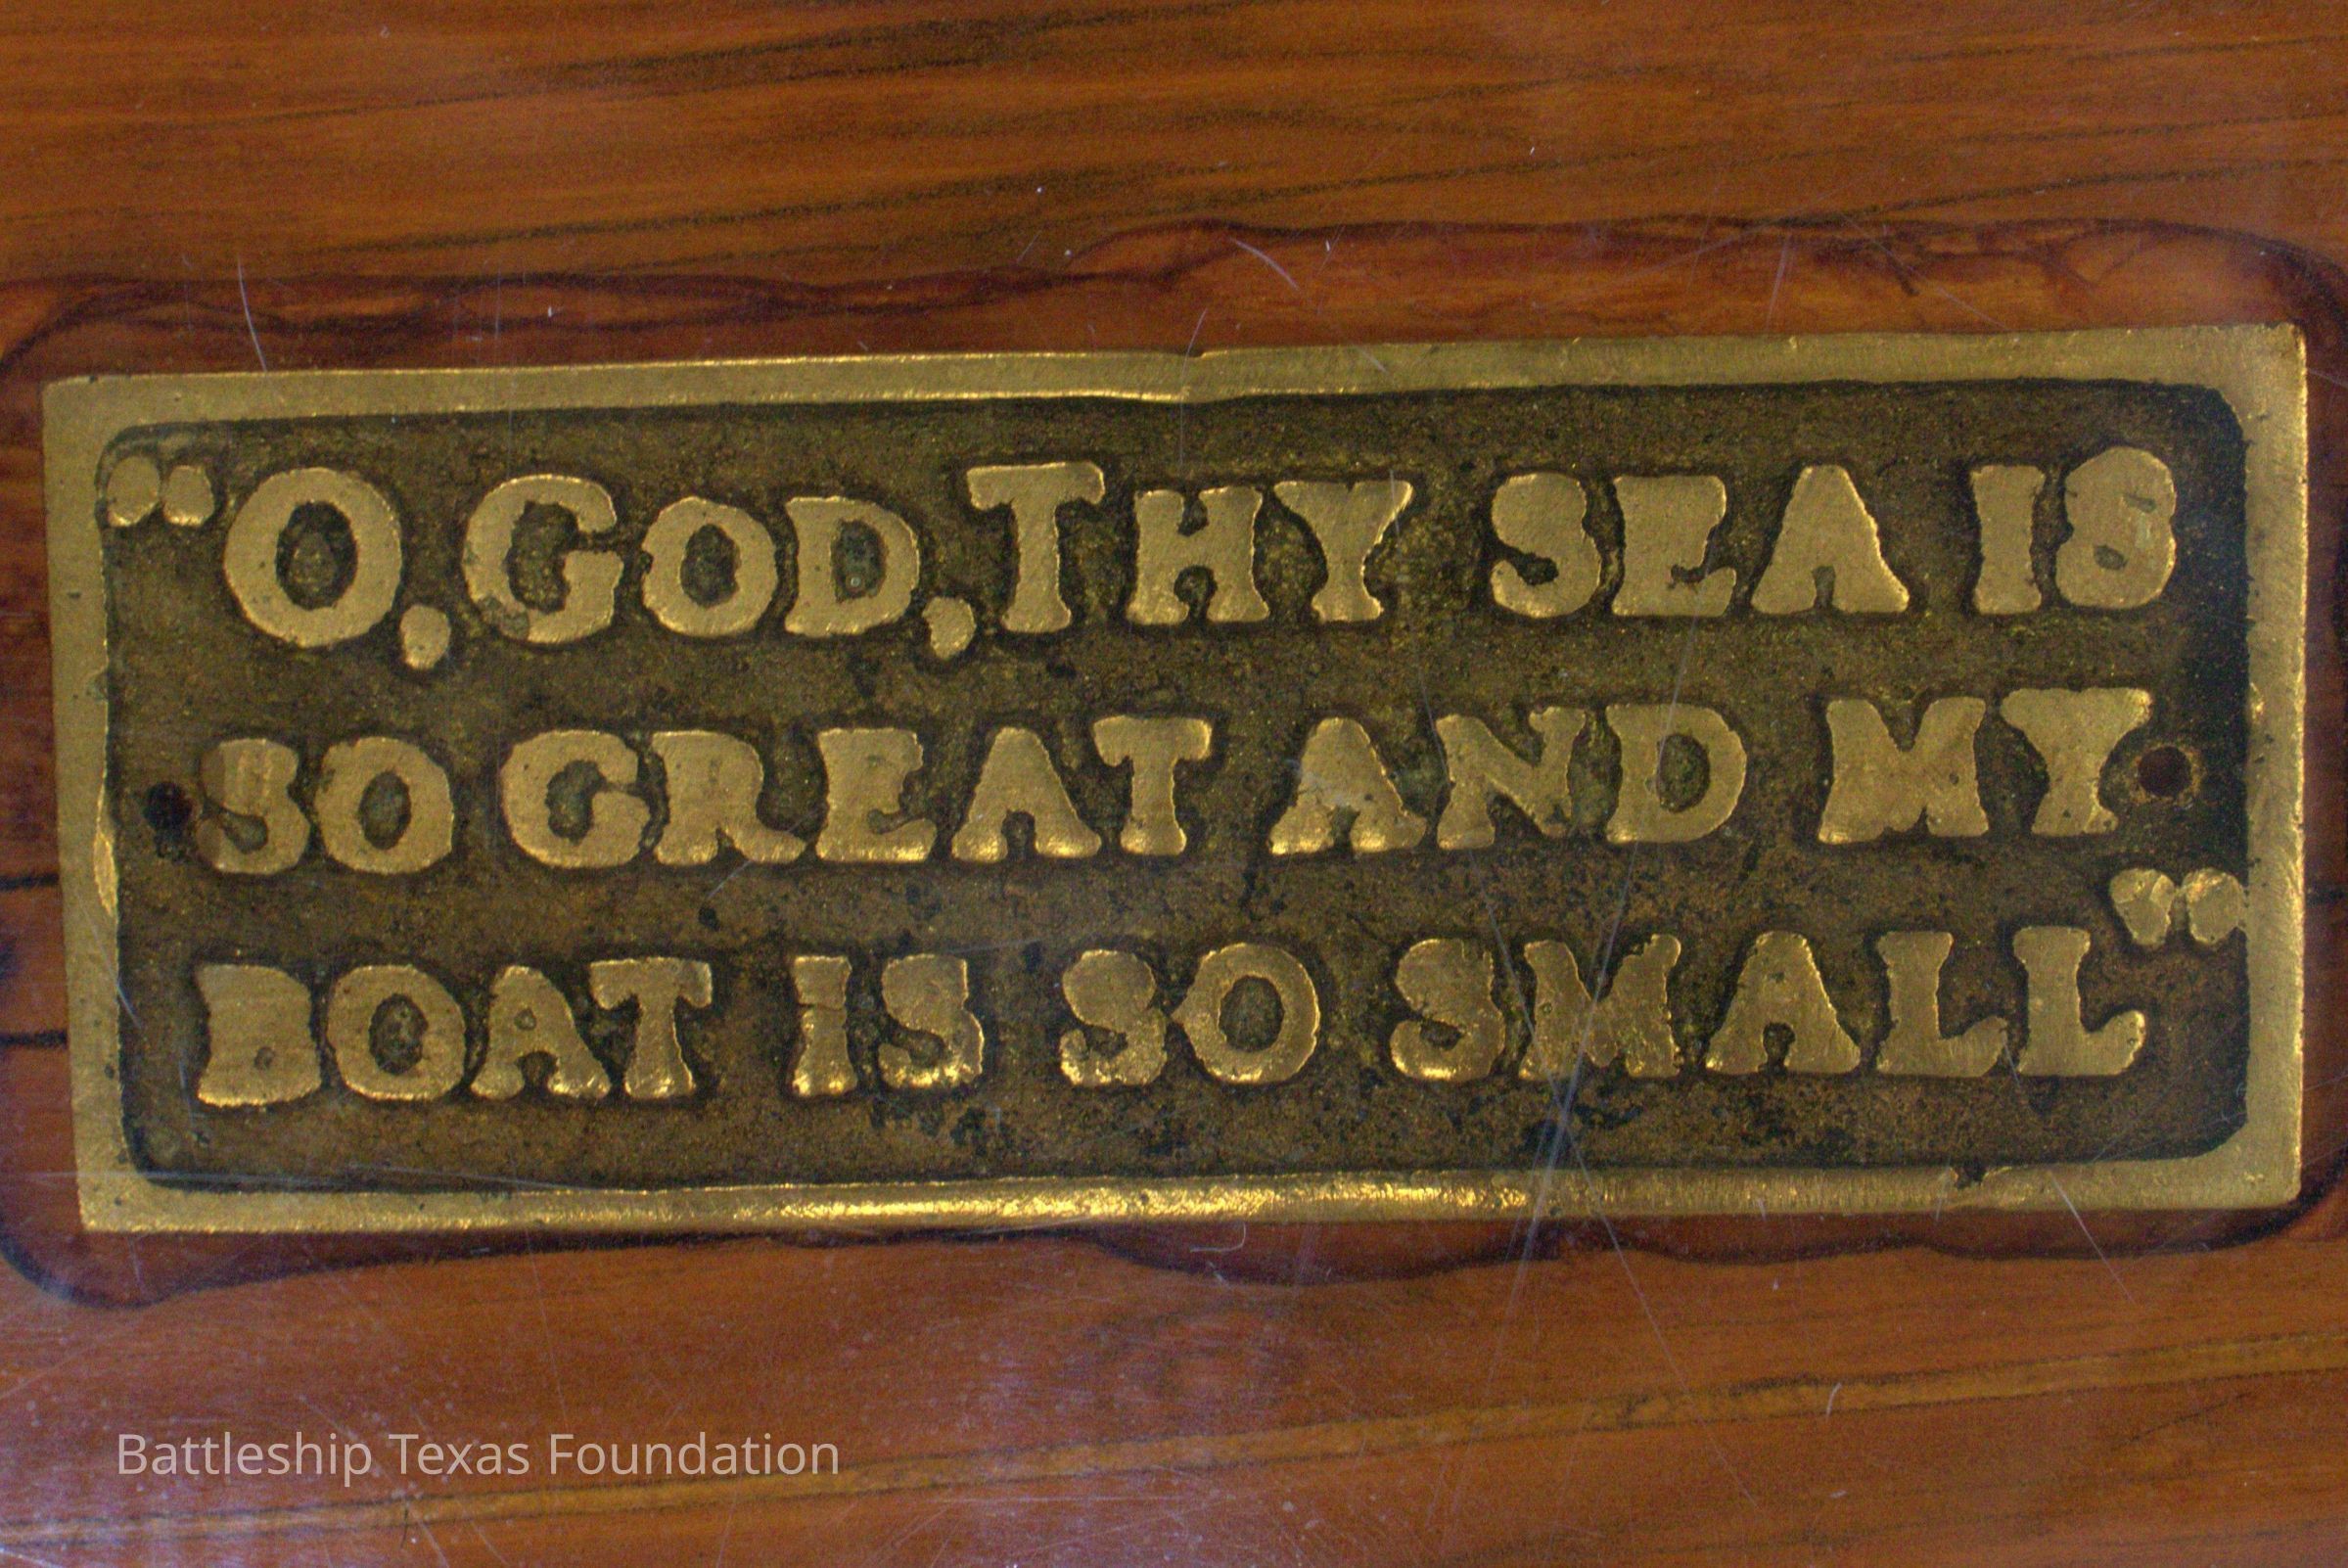 “O, GOD, THY SEA IS
SO GREAT AND MY
BOAT IS SO SMALL”
Battleship Texas Foundation